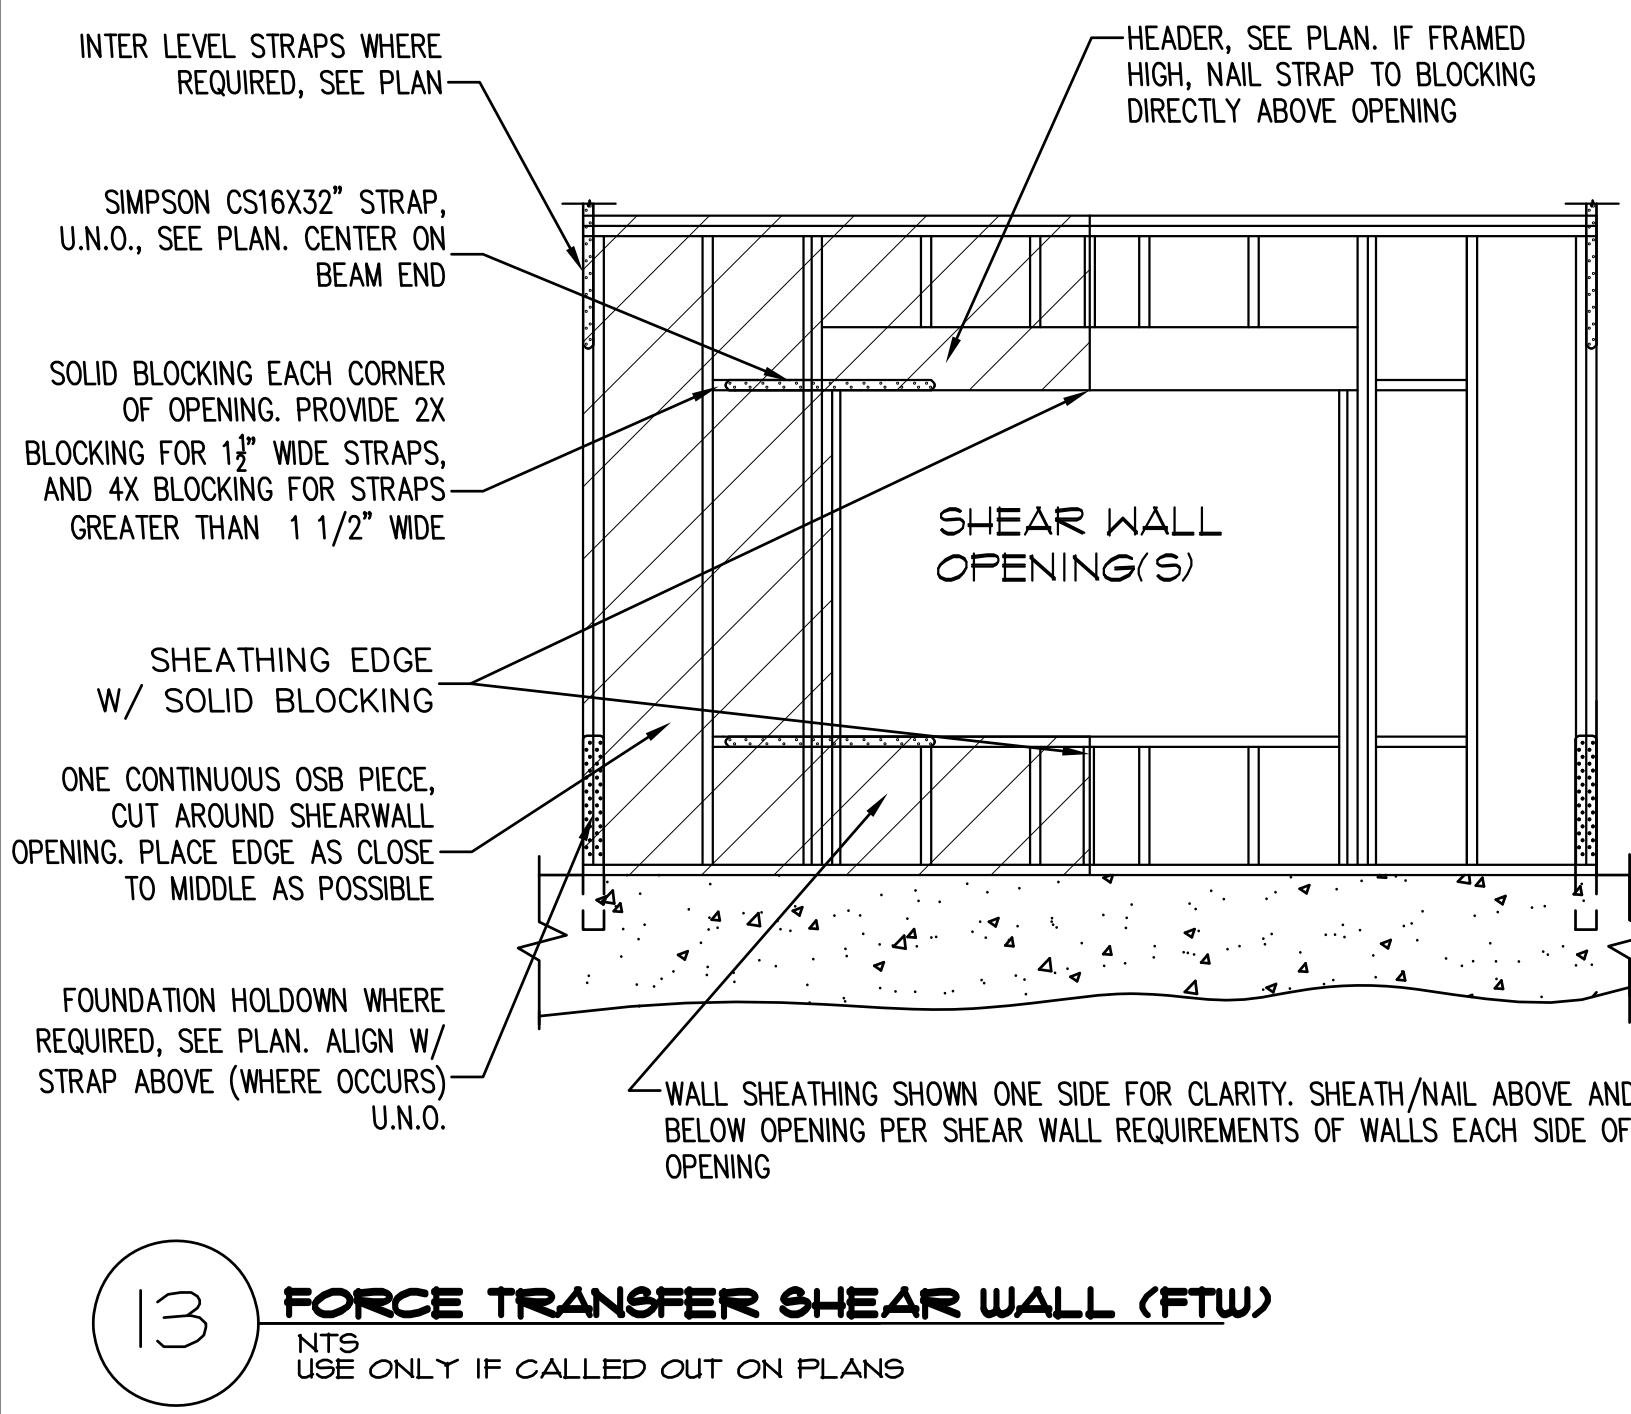 INTER LEVEL STRAPS WHERE
REQUIRED, SEE PLAN
HEADER, SEE PLAN. IF FRAMED
HIGH, NAIL STRAP TO BLOCKING
DIRECTLY ABOVE OPENING
SIMPSON CS16X32" STRAP,
U.N.O., SEE PLAN. CENTER ON
BEAM END
SOLID BLOCKING EACH CORNER
OF OPENING. PROVIDE 2X
BLOCKING FOR 1½" WIDE STRAPS,
AND 4X BLOCKING FOR STRAPS
GREATER THAN 1 1/2" WIDE
SHEAR WALL
OPENING(S)
SHEATHING EDGE
W/ SOLID BLOCKING
ONE CONTINUOUS OSB PIECE,
CUT AROUND SHEARWALL
OPENING. PLACE EDGE AS CLOSE
TO MIDDLE AS POSSIBLE
FOUNDATION HOLDOWN WHERE
REQUIRED, SEE PLAN. ALIGN W/
STRAP ABOVE (WHERE OCCURS)
U.N.O.
WALL SHEATHING SHOWN ONE SIDE FOR CLARITY. SHEATH/NAIL ABOVE AND
BELOW OPENING PER SHEAR WALL REQUIREMENTS OF WALLS EACH SIDE OF
OPENING
13
FORCE TRANSFER SHEAR WALL (FTW)
NTS
USE ONLY IF CALLED OUT ON PLANS